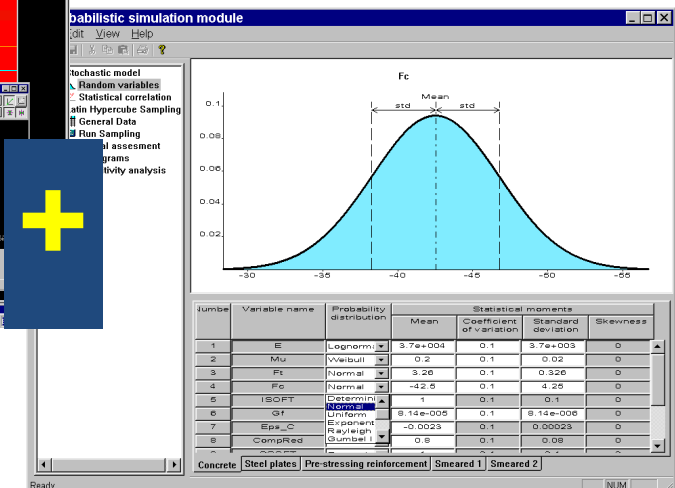 babilistic simulation module
Edit View Help
Stochastic model
Random variables
Statistical correlation
atin Hypercube Sampling
General Data
Run Sampling
al assesment
grams
tivity analysis
Fc
Mean
std std
0.1
0.08
0.06
0.04
0.02
-30 -35 -40 -45 -50 -55
Numbe Variable name Probability distribution Statistical moments
Mean Coefficient of variation Standard deviation Skewness
1 E Lognorm 3.7e+004 0.1 3.7e+003 0
2 Mu Weibull 0.2 0.1 0.02 0
3 Ft Normal 3.26 0.1 0.326 0
4 Fc Normal -42.5 0.1 4.25 0
5 ISOFT Determini 1 0.1 0.1 0
Normal
6 Gf Uniform 8.14e-005 0.1 8.14e-006 0
Exponent
7 Eps_C Rayleigh -0.0023 0.1 0.00023 0
8 CompRed Gumbel I 0.8 0.1 0.08 0
Concrete Steel plates Pre-stressing reinforcement Smeared 1 Smeared 2
Ready NUM